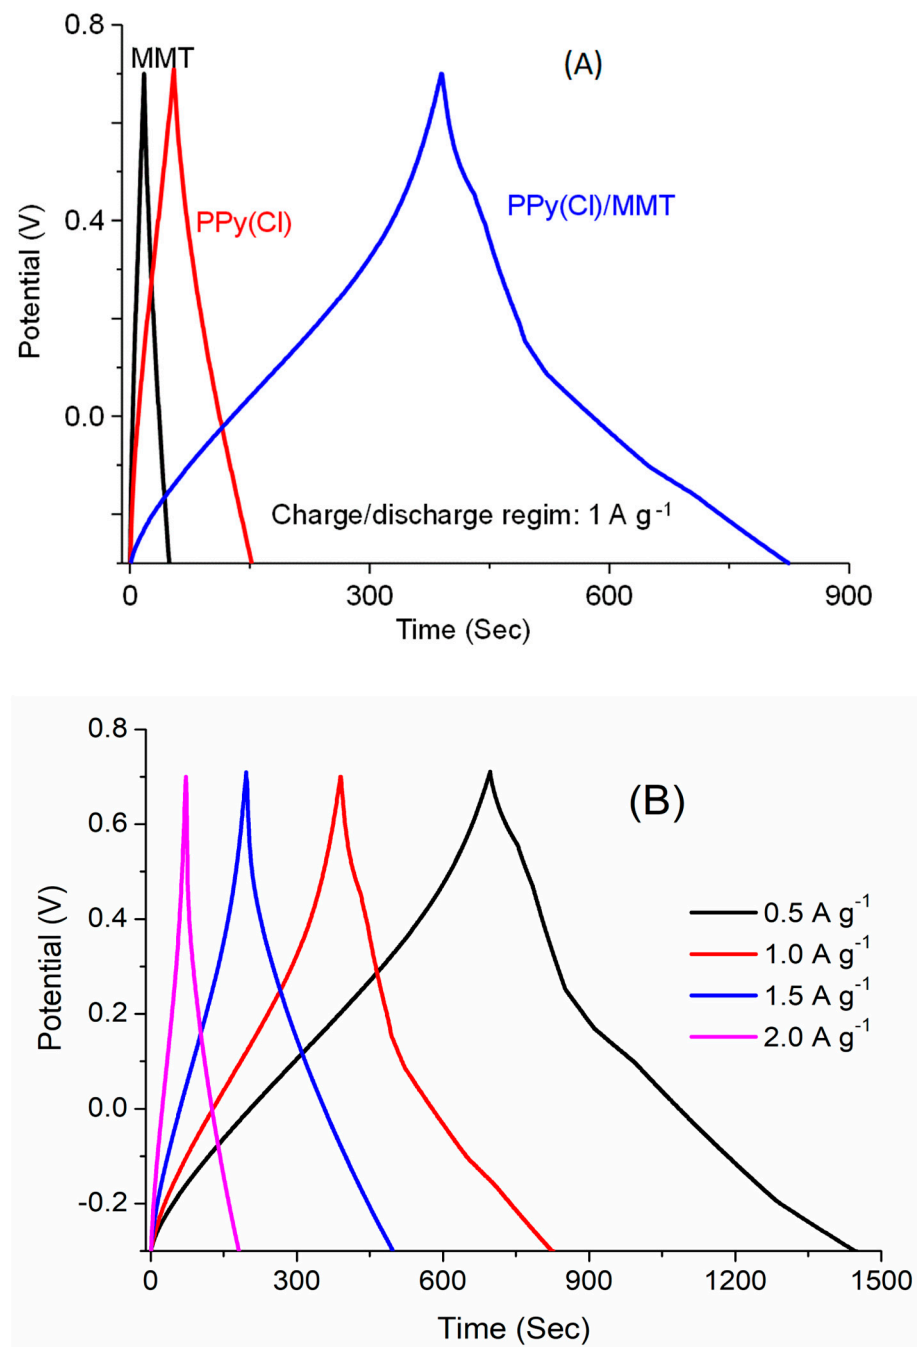 0.8
MMT
(A)
PPy(Cl)/MMT
PPy(Cl)
0.4
Potential (V)
0.0
Charge/discharge regim: 1 A g⁻¹
0 300 600 900
Time (Sec)
0.8
(B)
0.6
0.4
0.5 A g⁻¹
1.0 A g⁻¹
1.5 A g⁻¹
2.0 A g⁻¹
Potential (V)
0.2
0.0
-0.2
0 300 600 900 1200 1500
Time (Sec)